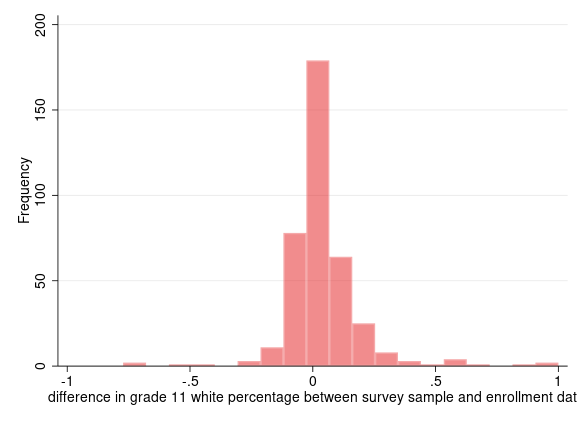 200
150
100
50
0
Frequency
-1 -.5 0 .5 1
difference in grade 11 white percentage between survey sample and enrollment dat